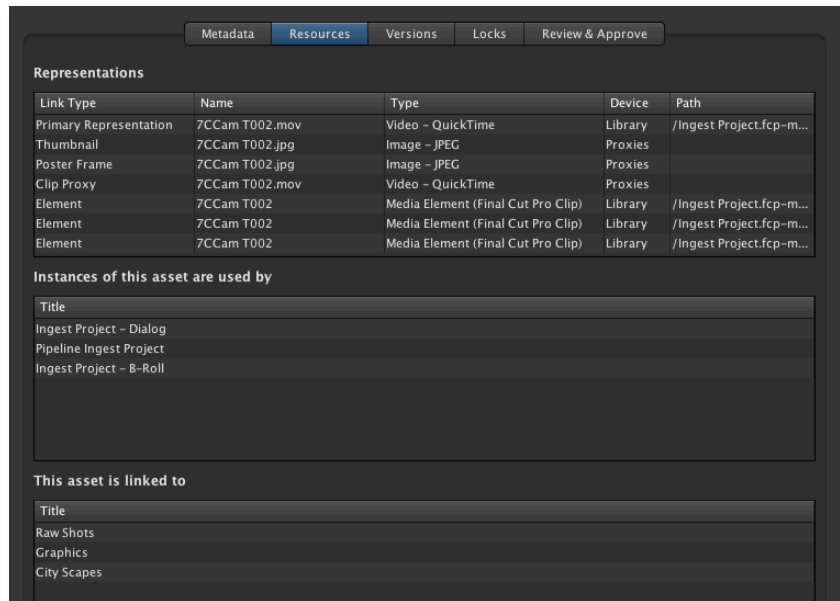 Metadata Resources Versions Locks Review & Approve
Representations
Link Type Name Type Device Path
Primary Representation 7CCam T002.mov Video – QuickTime Library /Ingest Project.fcp-m...
Thumbnail 7CCam T002.jpg Image – JPEG Proxies
Poster Frame 7CCam T002.jpg Image – JPEG Proxies
Clip Proxy 7CCam T002.mov Video – QuickTime Proxies
Element 7CCam T002 Media Element (Final Cut Pro Clip) Library /Ingest Project.fcp-m...
Element 7CCam T002 Media Element (Final Cut Pro Clip) Library /Ingest Project.fcp-m...
Element 7CCam T002 Media Element (Final Cut Pro Clip) Library /Ingest Project.fcp-m...
Instances of this asset are used by
Title
Ingest Project – Dialog
Pipeline Ingest Project
Ingest Project – B-Roll
This asset is linked to
Title
Raw Shots
Graphics
City Scapes